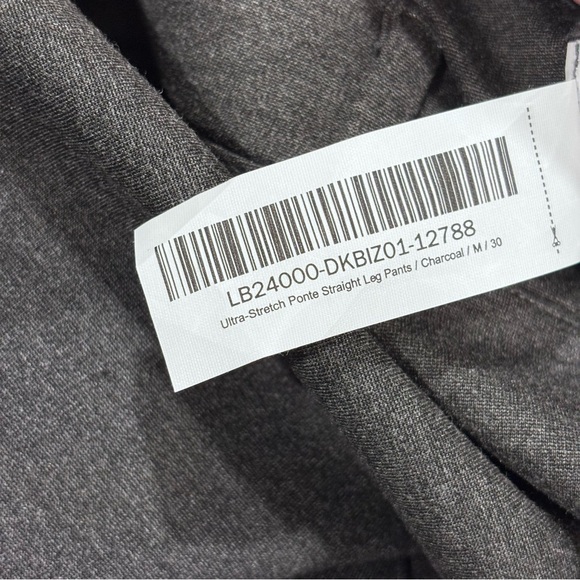 LB24000-DKBIZ01-12788
Ultra-Stretch Ponte Straight Leg Pants / Charcoal / M / 30